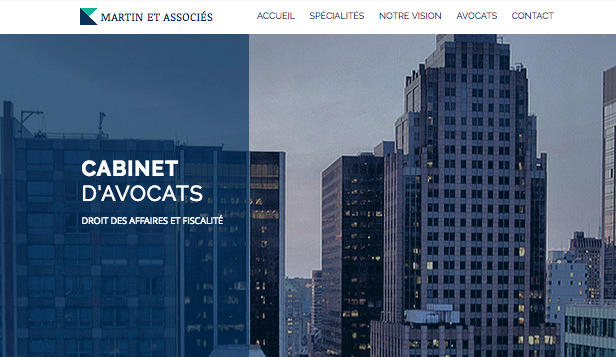 MARTIN ET ASSOCIÉS
ACCUEIL SPÉCIALITÉS NOTRE VISION AVOCATS CONTACT
CABINET
D'AVOCATS
DROIT DES AFFAIRES ET FISCALITÉ